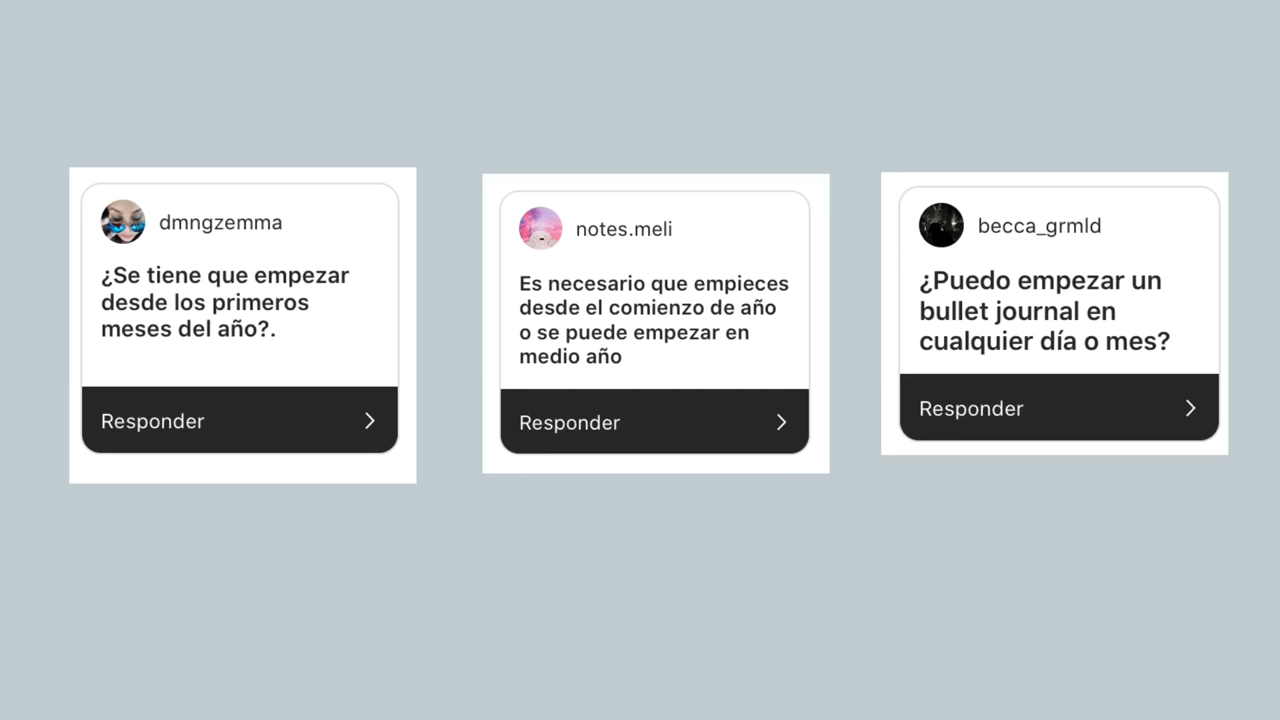 dmngzemma
¿Se tiene que empezar
desde los primeros
meses del año?.
Responder
notes.meli
Es necesario que empieces
desde el comienzo de año
o se puede empezar en
medio año
Responder
becca_grmld
¿Puedo empezar un
bullet journal en
cualquier día o mes?
Responder